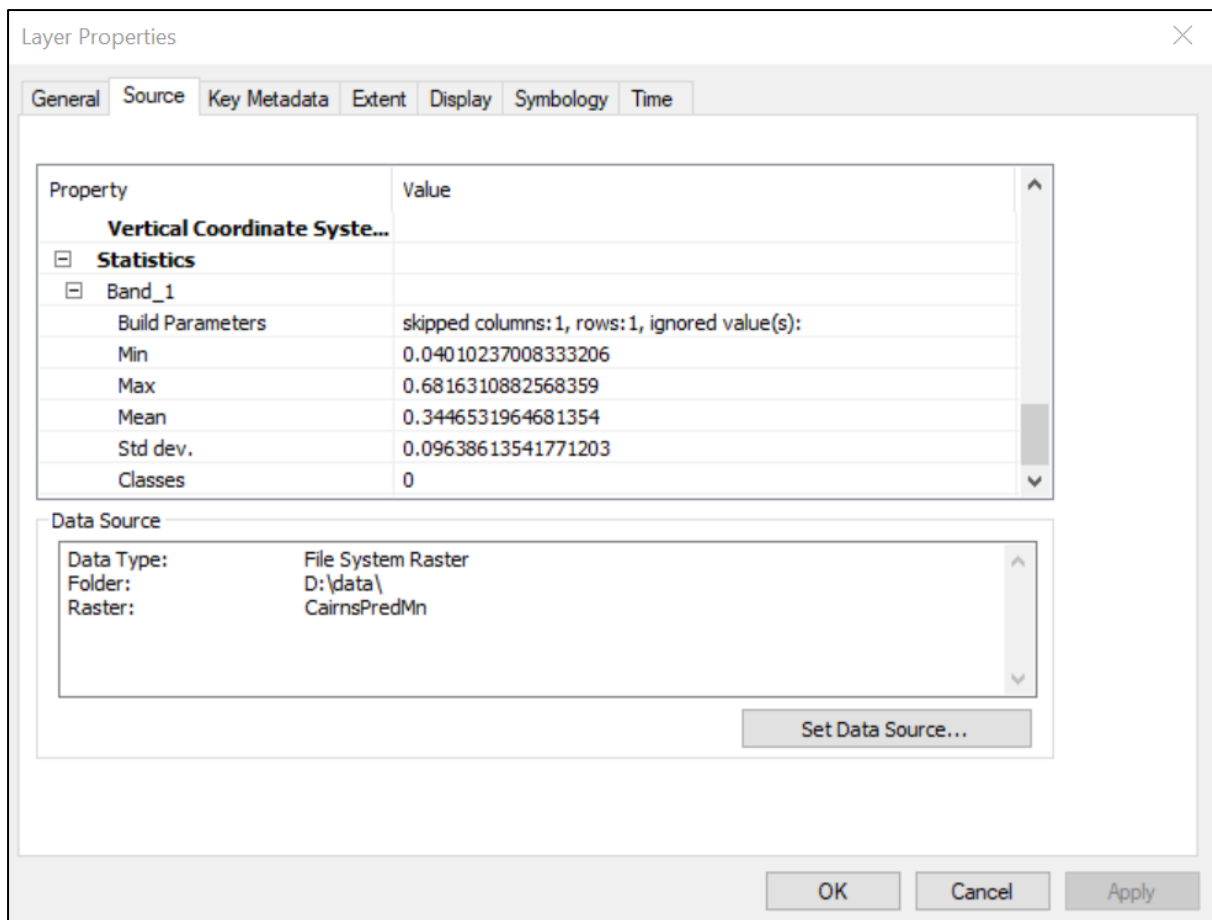 Layer Properties
General Source Key Metadata Extent Display Symbology Time
Property Value
Vertical Coordinate Syste...
Statistics
Band_1
Build Parameters skipped columns:1, rows:1, ignored value(s):
Min 0.04010237008333206
Max 0.6816310882568359
Mean 0.3446531964681354
Std dev. 0.09638613541771203
Classes 0
Data Source
Data Type: File System Raster
Folder: D:\data\
Raster: CairnsPredMn
Set Data Source...
OK Cancel Apply